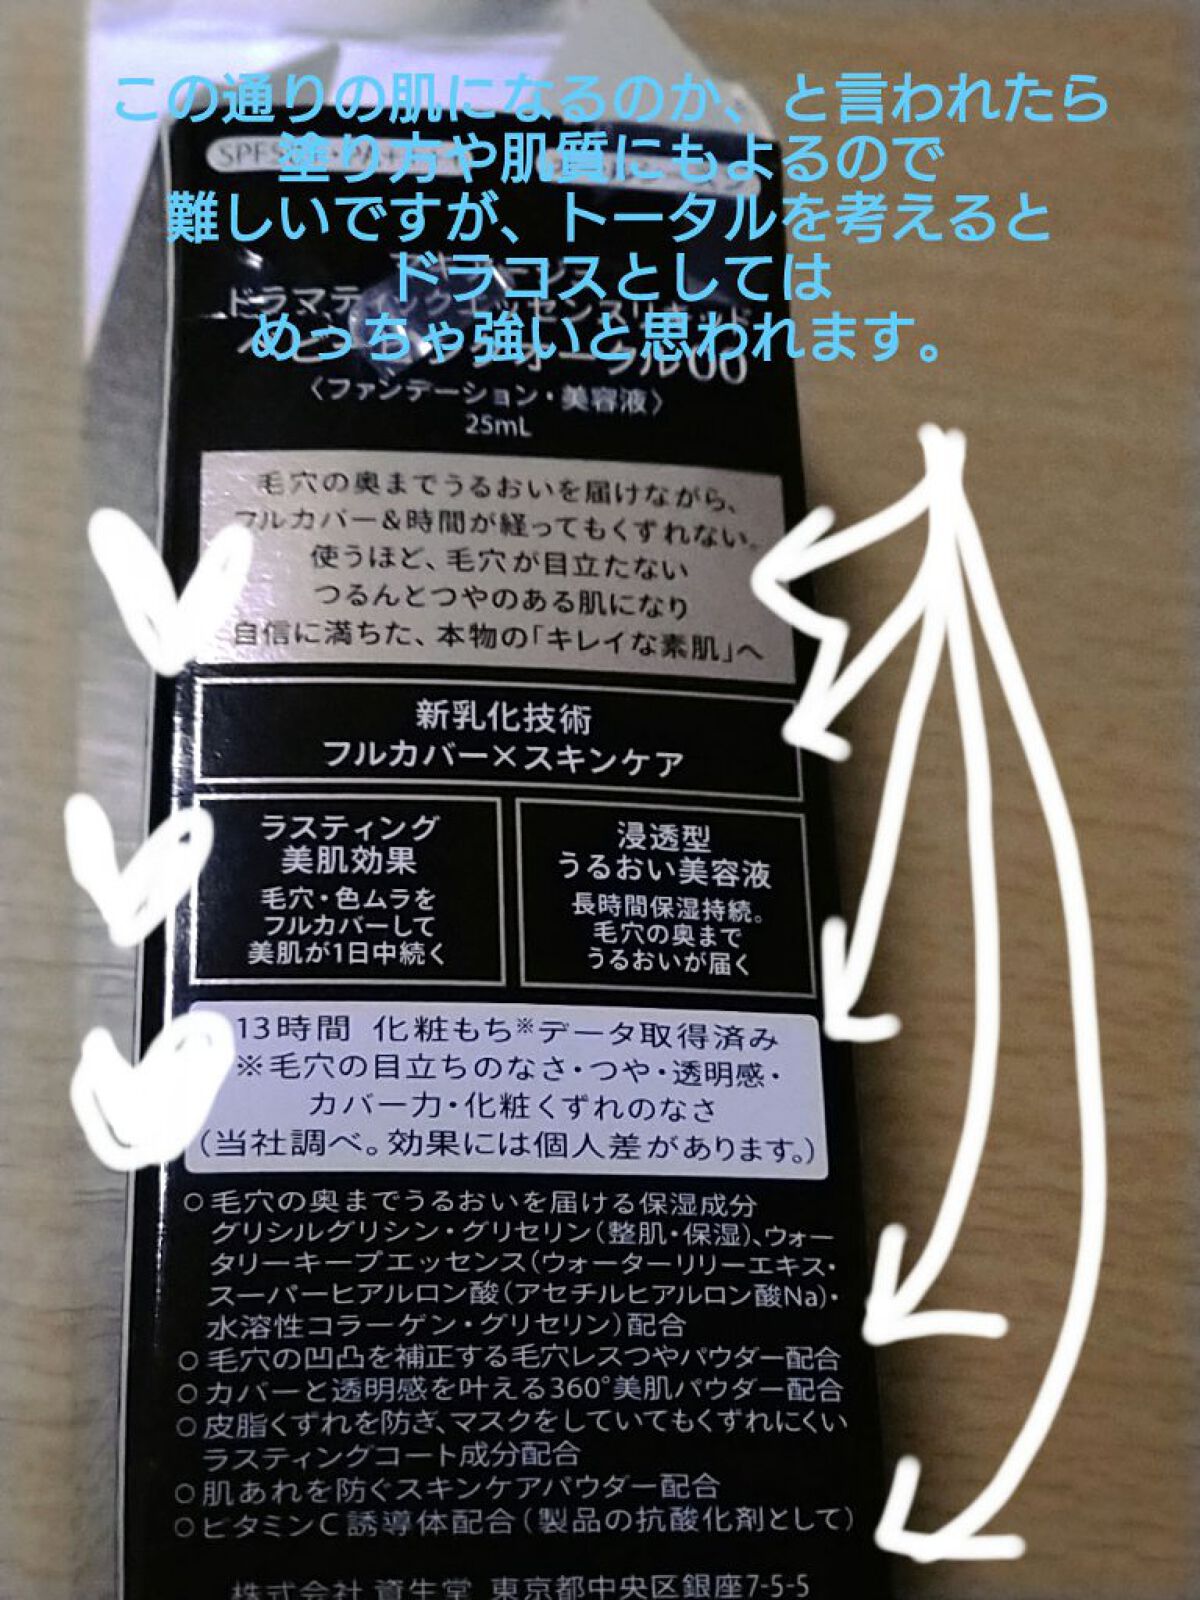 この通りの肌になるのか、と言われたら
塗り方や肌質にもよるので
難しいですが、トータルを考えると
ドラコスとしては
めっちゃ強いと思われます。
ドラマティックエッセンスリキッド
00
〈ファンデーション・美容液〉
25mL
毛穴の奥までうるおいを届けながら、
フルカバー&時間が経ってもくずれない。
使うほど、毛穴が目立たない
つるんとつやのある肌になり
自信に満ちた、本物の「キレイな素肌」へ
新乳化技術
フルカバー×スキンケア
ラスティング
美肌効果
毛穴・色ムラを
フルカバーして
美肌が1日中続く
浸透型
うるおい美容液
長時間保湿持続。
毛穴の奥まで
うるおいが届く
13時間 化粧もち※データ取得済み
※毛穴の目立ちのなさ・つや・透明感・
カバー力・化粧くずれのなさ
(当社調べ。効果には個人差があります。)
○毛穴の奥までうるおいを届ける保湿成分
グリシルグリシン・グリセリン(整肌・保湿)、ウォー
タリーキープエッセンス(ウォーターリリーエキス・
スーパーヒアルロン酸(アセチルヒアルロン酸Na)・
水溶性コラーゲン・グリセリン)配合
○毛穴の凹凸を補正する毛穴レスつやパウダー配合
○カバーと透明感を叶える360°美肌パウダー配合
○皮脂くずれを防ぎ、マスクをしていてもくずれにくい
ラスティングコート成分配合
○肌あれを防ぐスキンケアパウダー配合
○ビタミンC誘導体配合(製品の抗酸化剤として)
株式会社 資生堂 東京都中央区銀座7-5-5